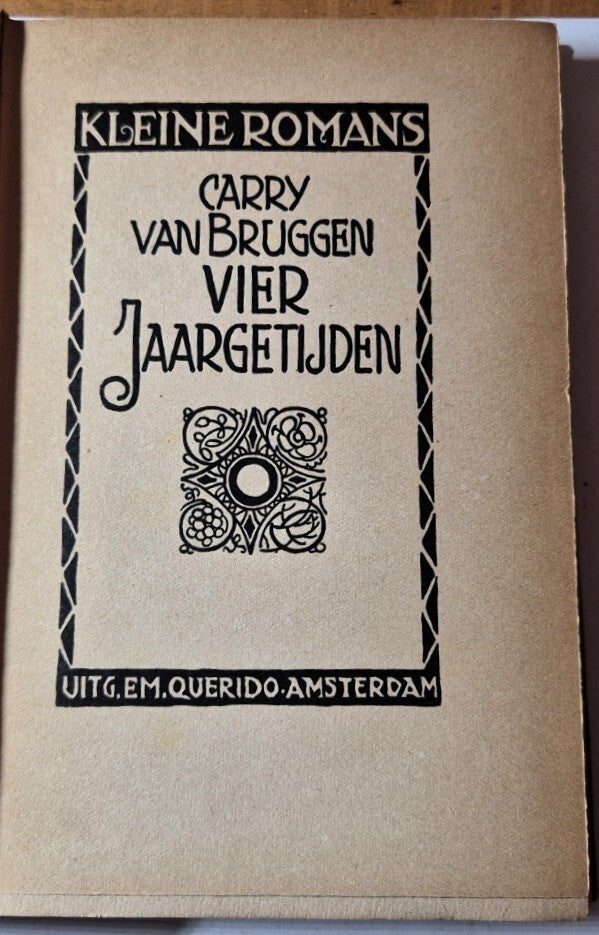 KLEINE ROMANS
CARRY
VAN BRUGGEN
VIER
JAARGETIJDEN
UITG. EM. QUERIDO · AMSTERDAM